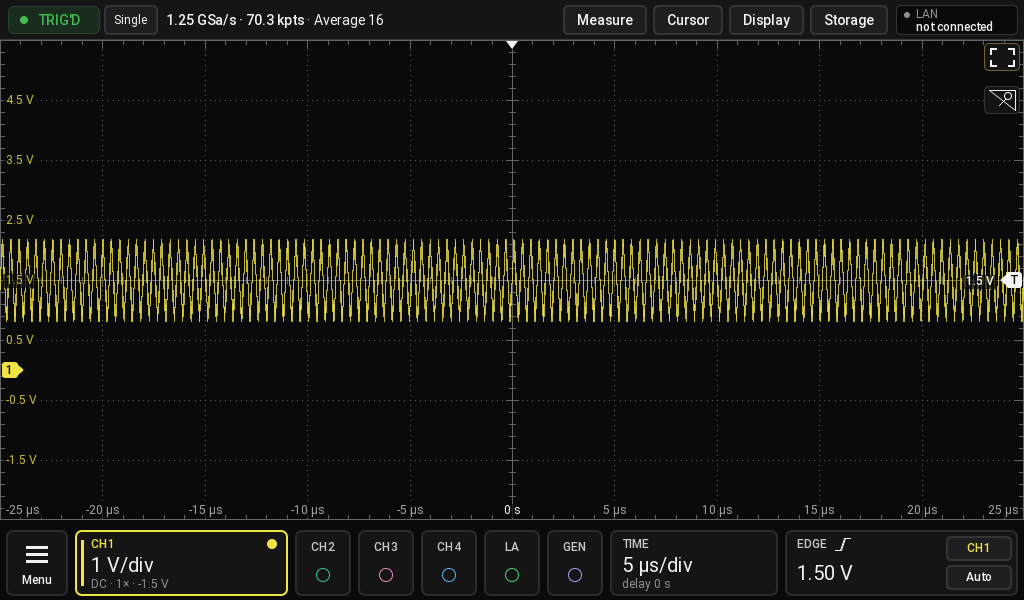 TRIG'D
Single
1.25 GSa/s · 70.3 kpts · Average 16
Measure
Cursor
Display
Storage
LAN
not connected
4.5 V
3.5 V
2.5 V
1.5 V
1.5 V
T
0.5 V
1
-0.5 V
-1.5 V
-25 µs
-20 µs
-15 µs
-10 µs
-5 µs
0 s
5 µs
10 µs
15 µs
20 µs
25 µs
Menu
CH1
1 V/div
DC · 1× · -1.5 V
CH2
CH3
CH4
LA
GEN
TIME
5 µs/div
delay 0 s
EDGE
1.50 V
CH1
Auto